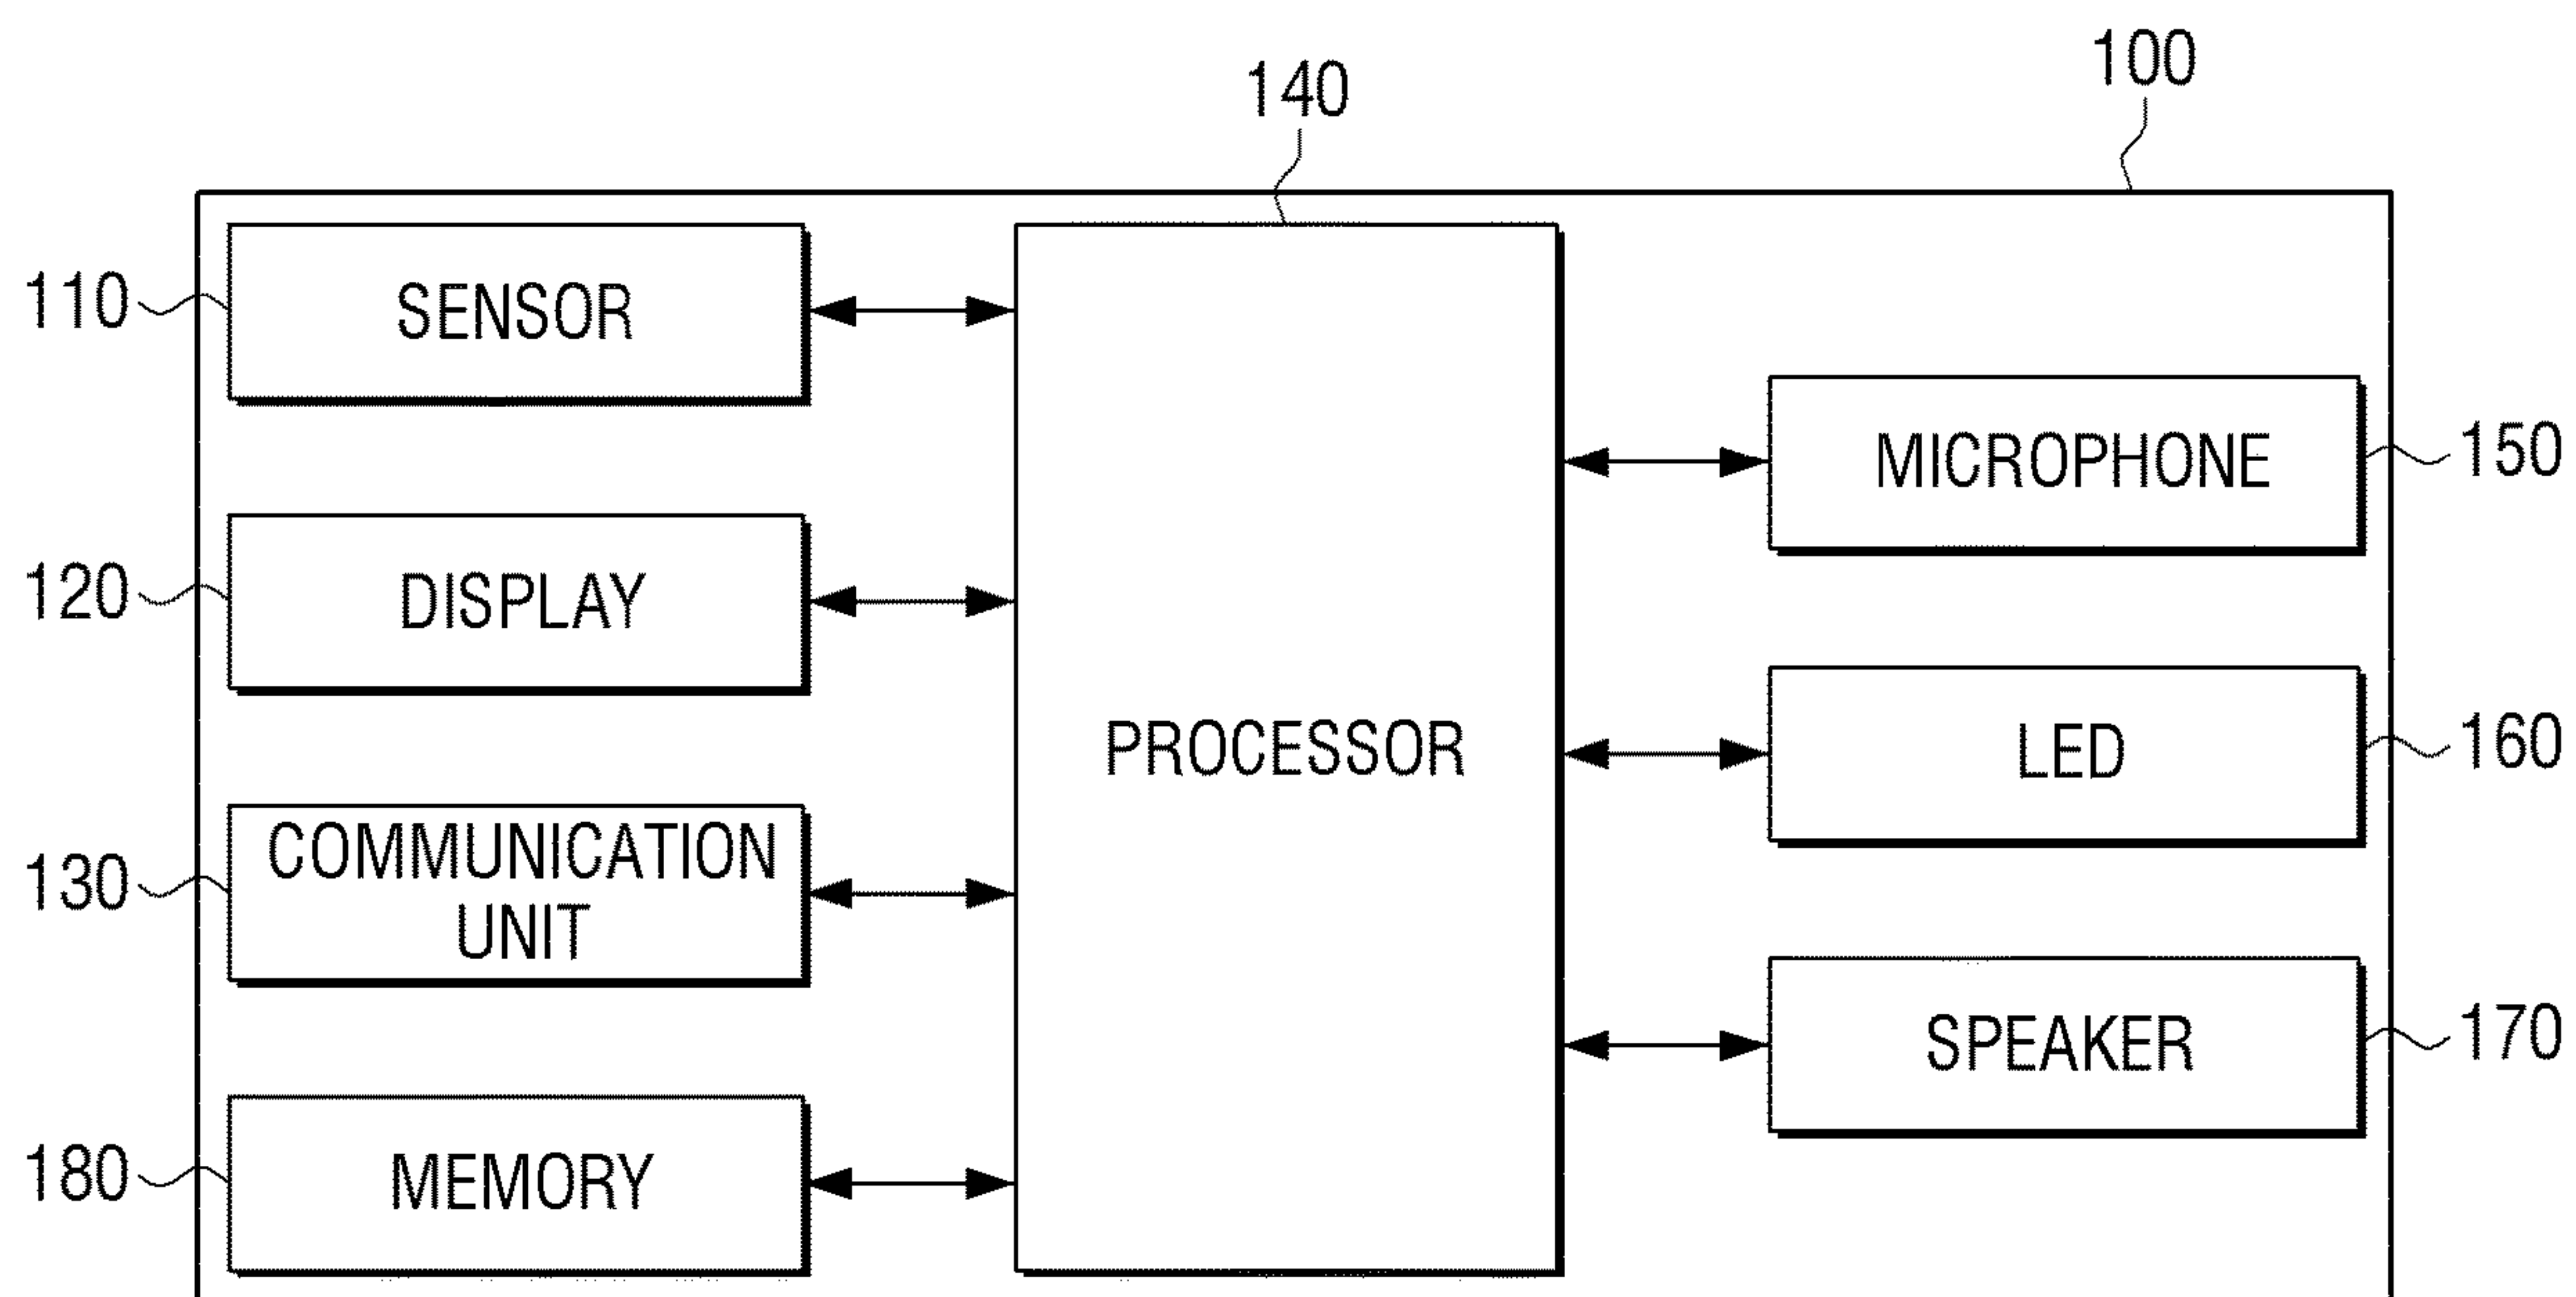 100
140
110
SENSOR
MICROPHONE
150
120
DISPLAY
PROCESSOR
LED
160
130
COMMUNICATION
UNIT
SPEAKER
170
180
MEMORY